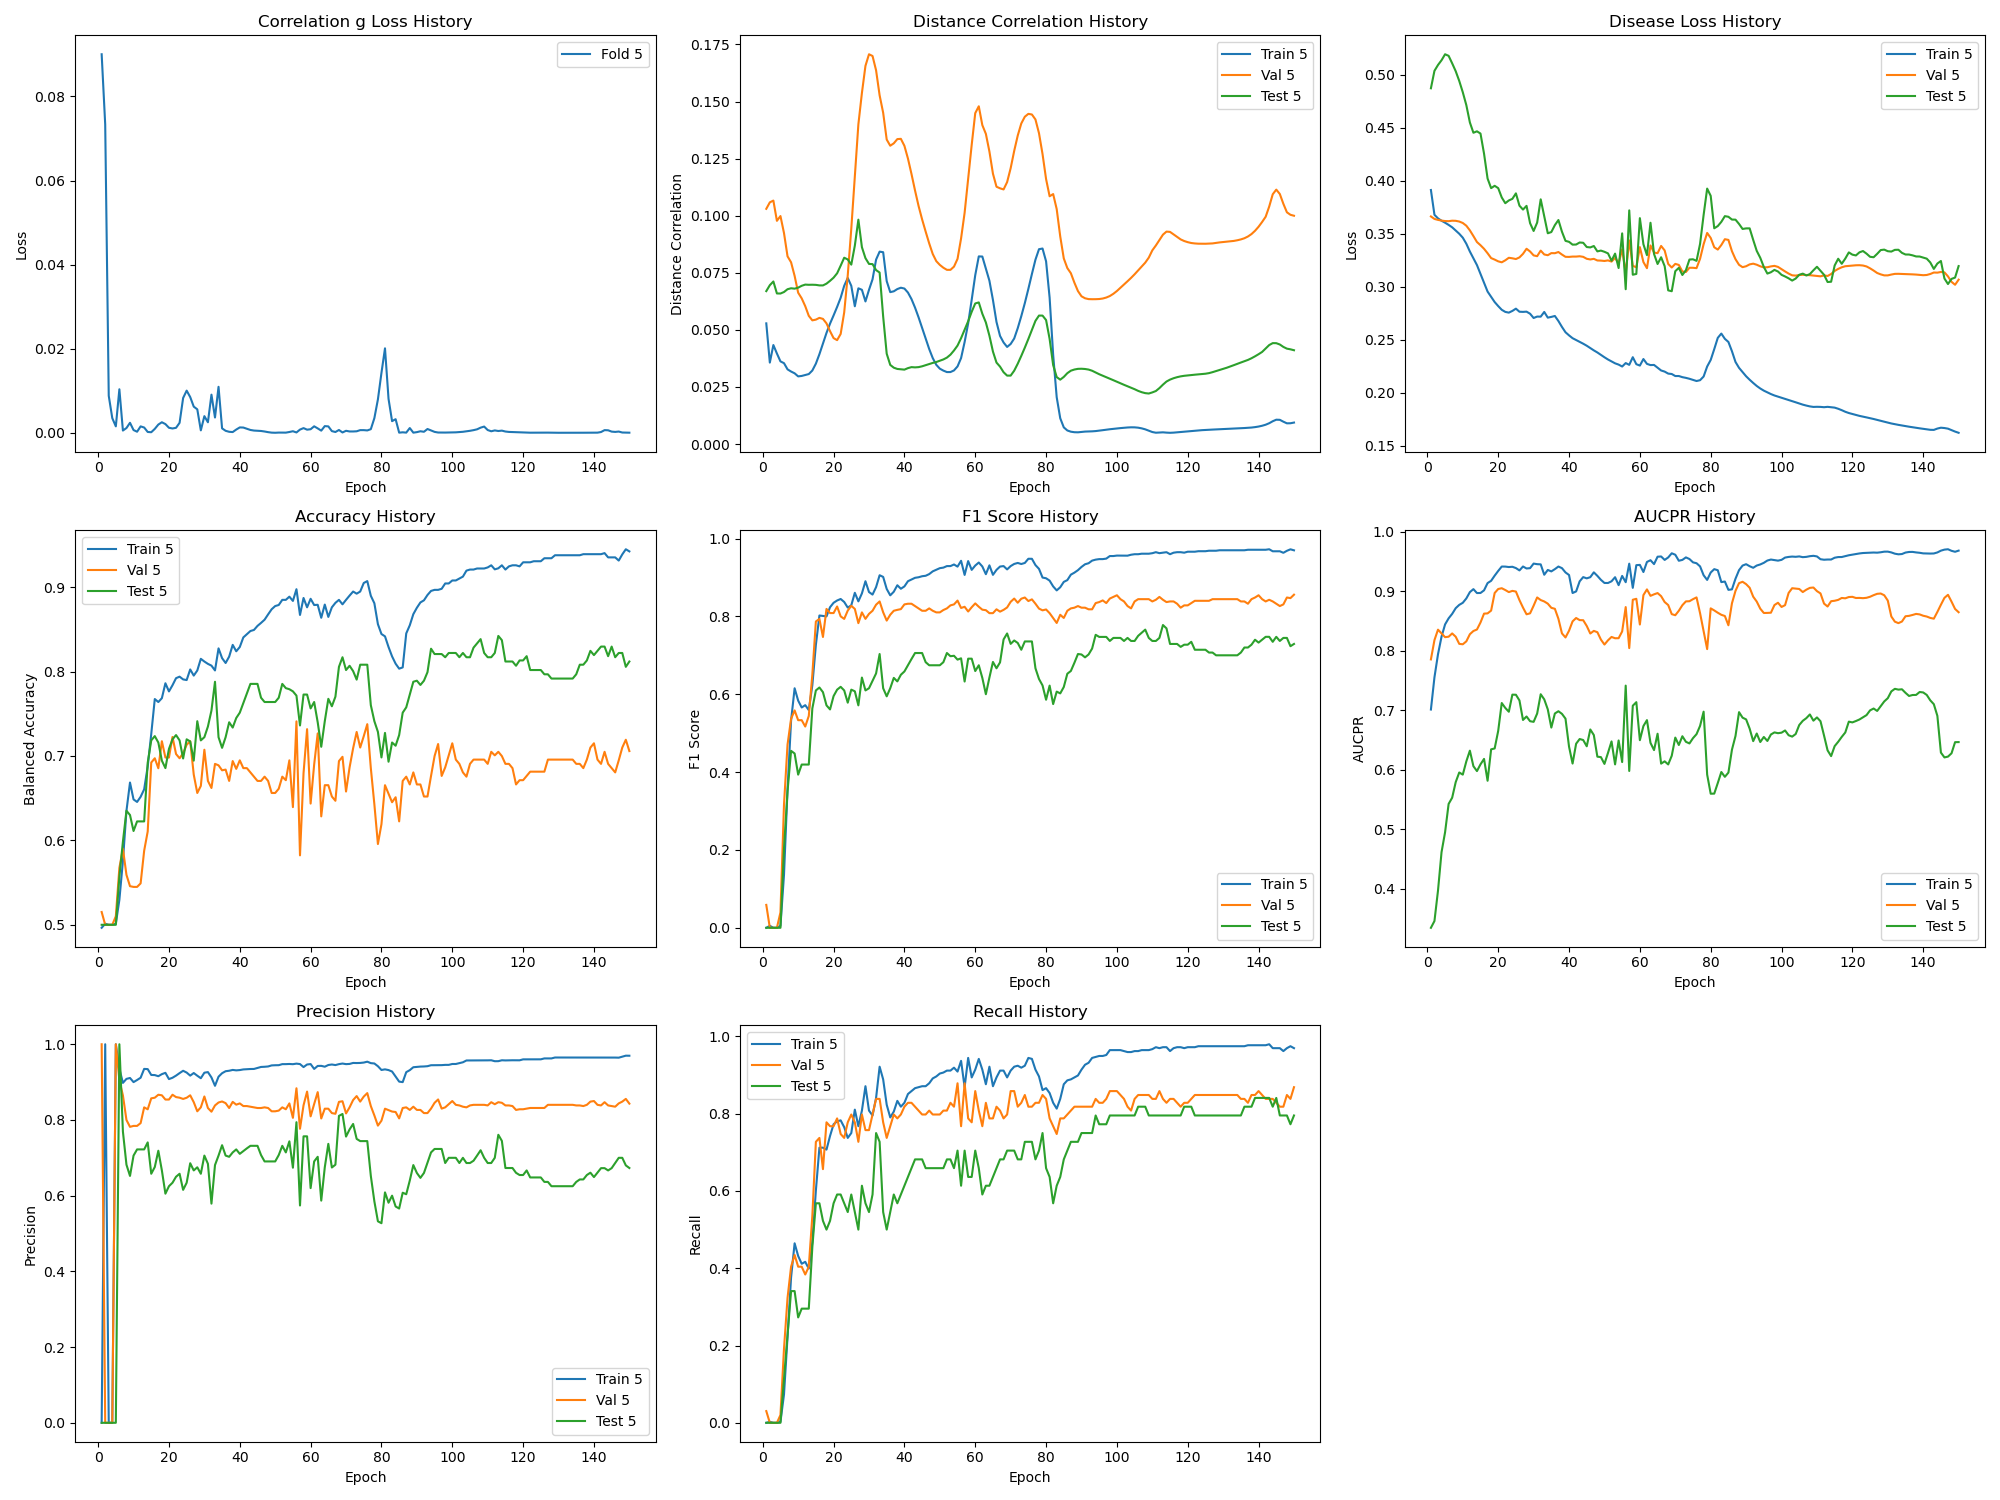 Correlation g Loss History
Loss
0.08
0.06
0.04
0.02
0.00
Fold 5
0 20 40 60 80 100 120 140
Epoch
Distance Correlation History
Distance Correlation
0.175
0.150
0.125
0.100
0.075
0.050
0.025
0.000
Train 5
Val 5
Test 5
0 20 40 60 80 100 120 140
Epoch
Disease Loss History
Loss
0.50
0.45
0.40
0.35
0.30
0.25
0.20
0.15
Train 5
Val 5
Test 5
0 20 40 60 80 100 120 140
Epoch
Accuracy History
Balanced Accuracy
0.9
0.8
0.7
0.6
0.5
Train 5
Val 5
Test 5
0 20 40 60 80 100 120 140
Epoch
F1 Score History
F1 Score
1.0
0.8
0.6
0.4
0.2
0.0
Train 5
Val 5
Test 5
0 20 40 60 80 100 120 140
Epoch
AUCPR History
AUCPR
1.0
0.9
0.8
0.7
0.6
0.5
0.4
Train 5
Val 5
Test 5
0 20 40 60 80 100 120 140
Epoch
Precision History
Precision
1.0
0.8
0.6
0.4
0.2
0.0
Train 5
Val 5
Test 5
0 20 40 60 80 100 120 140
Epoch
Recall History
Recall
1.0
0.8
0.6
0.4
0.2
0.0
Train 5
Val 5
Test 5
0 20 40 60 80 100 120 140
Epoch